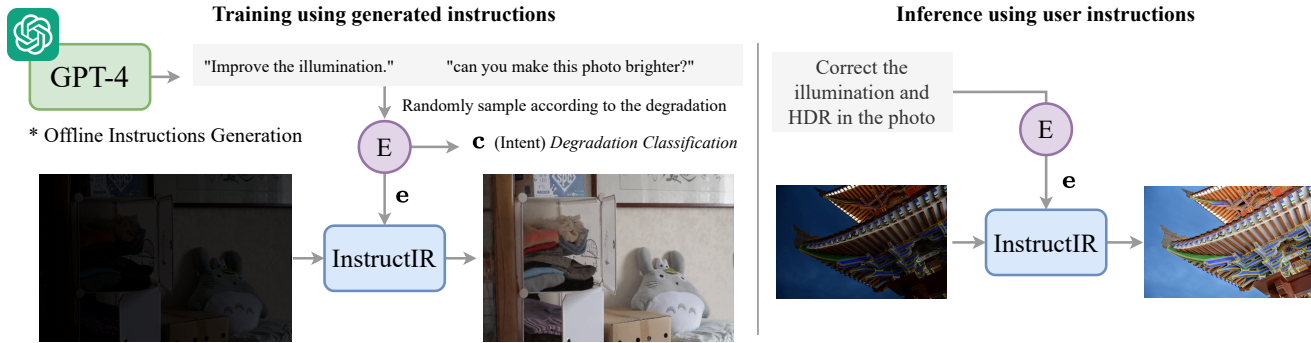 Training using generated instructions
GPT-4
"Improve the illumination."
"can you make this photo brighter?"
Randomly sample according to the degradation
* Offline Instructions Generation
E
c (Intent) Degradation Classification
e
InstructIR
Inference using user instructions
Correct the
illumination and
HDR in the photo
E
e
InstructIR